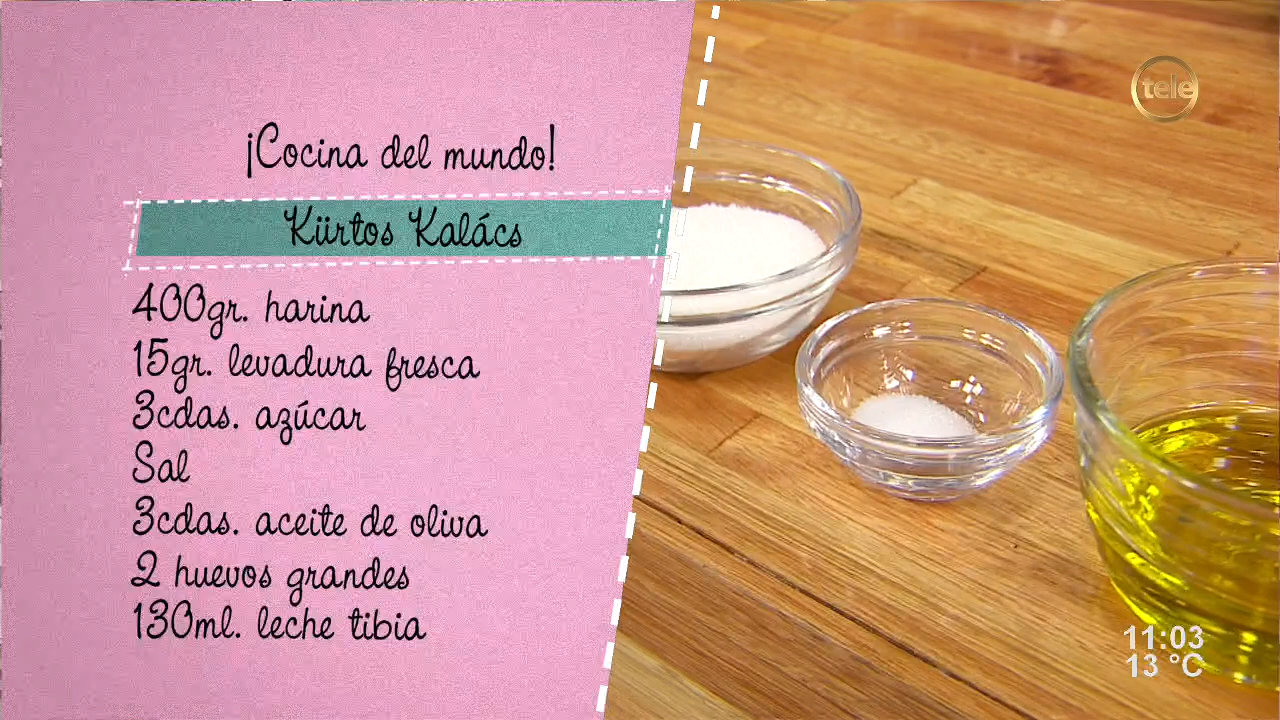 ¡Cocina del mundo!
Kürtos Kalács
400gr. harina
15gr. levadura fresca
3cdas. azúcar
Sal
3cdas. aceite de oliva
2 huevos grandes
130ml. leche tibia
tele
11:03
13 °C